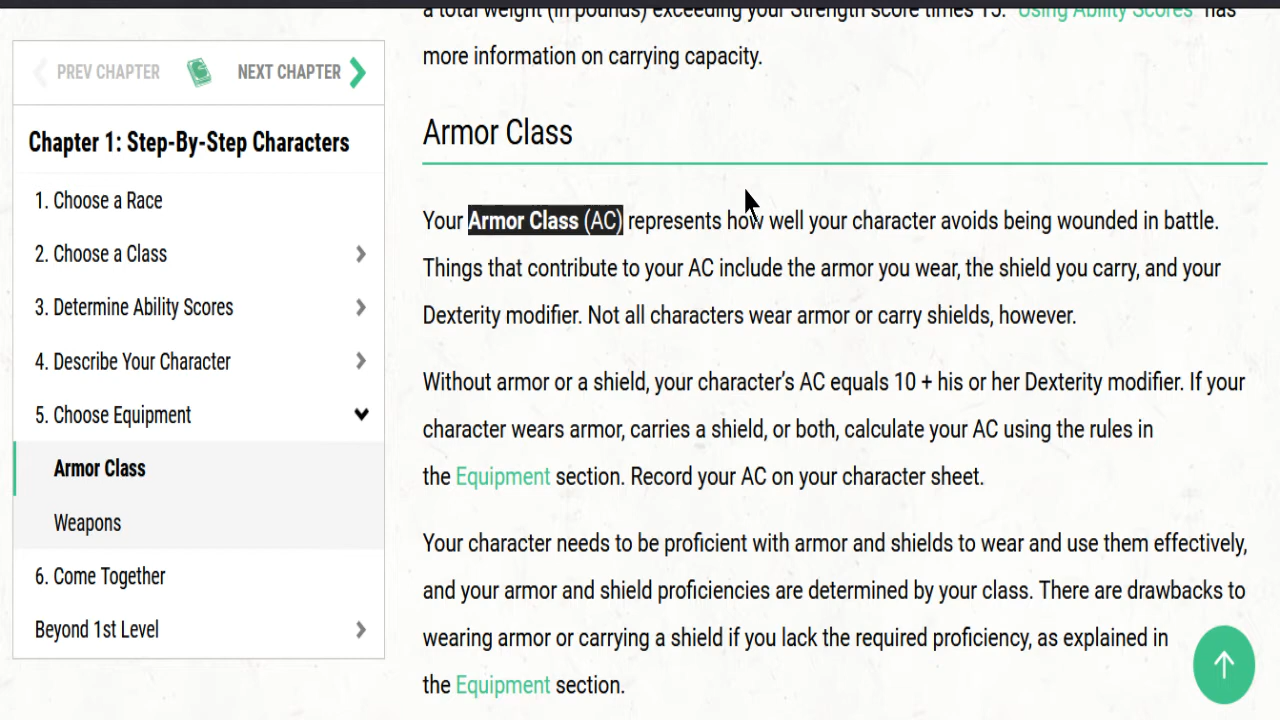 a total weight (in pounds) exceeding your Strength score times 15. "Using Ability Scores" has
more information on carrying capacity.
PREV CHAPTER
NEXT CHAPTER
Chapter 1: Step-By-Step Characters
1. Choose a Race
2. Choose a Class
3. Determine Ability Scores
4. Describe Your Character
5. Choose Equipment
Armor Class
Weapons
6. Come Together
Beyond 1st Level
Armor Class
Your Armor Class (AC) represents how well your character avoids being wounded in battle.
Things that contribute to your AC include the armor you wear, the shield you carry, and your
Dexterity modifier. Not all characters wear armor or carry shields, however.
Without armor or a shield, your character’s AC equals 10 + his or her Dexterity modifier. If your
character wears armor, carries a shield, or both, calculate your AC using the rules in
the Equipment section. Record your AC on your character sheet.
Your character needs to be proficient with armor and shields to wear and use them effectively,
and your armor and shield proficiencies are determined by your class. There are drawbacks to
wearing armor or carrying a shield if you lack the required proficiency, as explained in
the Equipment section.